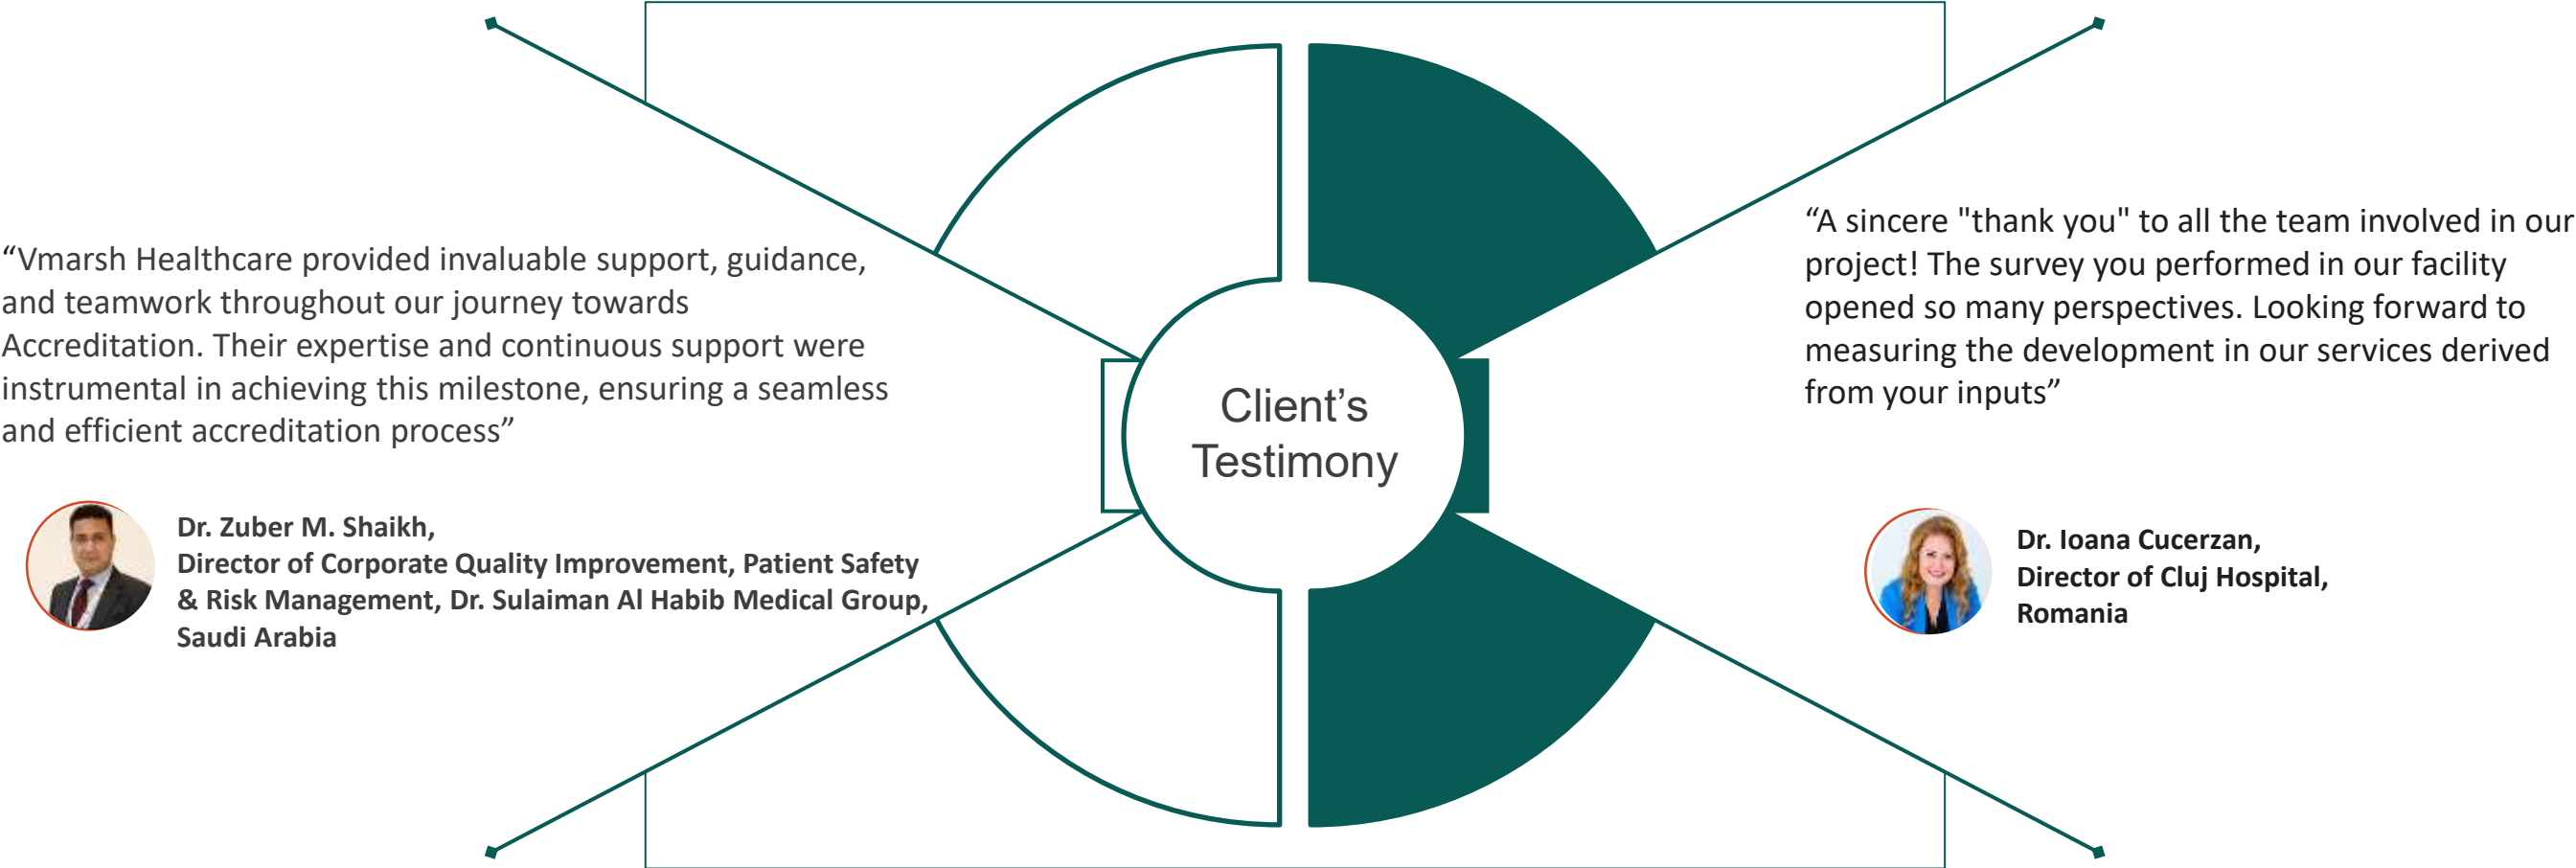 “Vmarsh Healthcare provided invaluable support, guidance,
and teamwork throughout our journey towards
Accreditation. Their expertise and continuous support were
instrumental in achieving this milestone, ensuring a seamless
and efficient accreditation process”
Dr. Zuber M. Shaikh,
Director of Corporate Quality Improvement, Patient Safety
& Risk Management, Dr. Sulaiman Al Habib Medical Group,
Saudi Arabia
Client’s
Testimony
“A sincere "thank you" to all the team involved in our
project! The survey you performed in our facility
opened so many perspectives. Looking forward to
measuring the development in our services derived
from your inputs”
Dr. Ioana Cucerzan,
Director of Cluj Hospital,
Romania